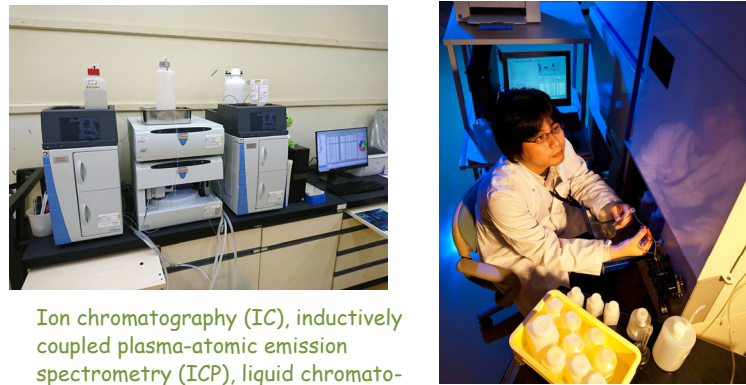 Ion chromatography (IC), inductively
coupled plasma-atomic emission
spectrometry (ICP), liquid chromato-